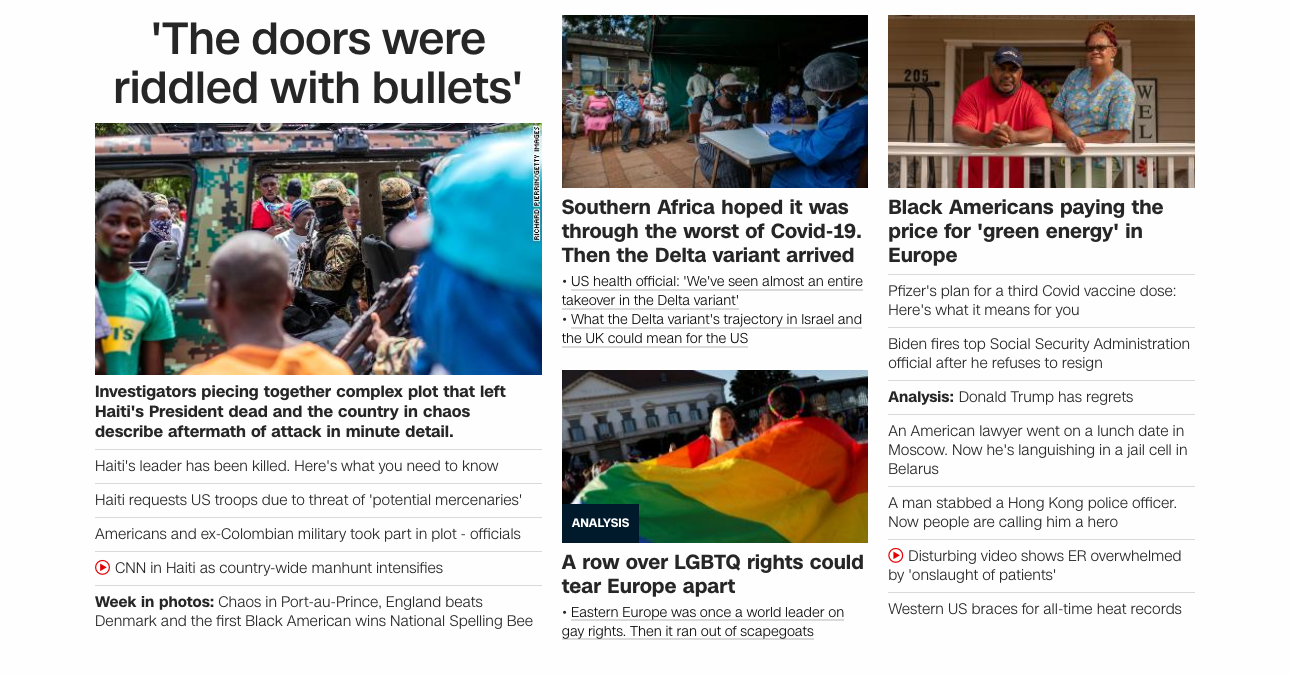 'The doors were
riddled with bullets'
RICHARD PIERRIN/GETTY IMAGES
Investigators piecing together complex plot that left
Haiti's President dead and the country in chaos
describe aftermath of attack in minute detail.
Haiti's leader has been killed. Here's what you need to know
Haiti requests US troops due to threat of 'potential mercenaries'
Americans and ex-Colombian military took part in plot - officials
CNN in Haiti as country-wide manhunt intensifies
Week in photos: Chaos in Port-au-Prince, England beats
Denmark and the first Black American wins National Spelling Bee
Southern Africa hoped it was
through the worst of Covid-19.
Then the Delta variant arrived
• US health official: 'We've seen almost an entire
takeover in the Delta variant'
• What the Delta variant's trajectory in Israel and
the UK could mean for the US
ANALYSIS
A row over LGBTQ rights could
tear Europe apart
• Eastern Europe was once a world leader on
gay rights. Then it ran out of scapegoats
205
WEL
Black Americans paying the
price for 'green energy' in
Europe
Pfizer's plan for a third Covid vaccine dose:
Here's what it means for you
Biden fires top Social Security Administration
official after he refuses to resign
Analysis: Donald Trump has regrets
An American lawyer went on a lunch date in
Moscow. Now he's languishing in a jail cell in
Belarus
A man stabbed a Hong Kong police officer.
Now people are calling him a hero
Disturbing video shows ER overwhelmed
by 'onslaught of patients'
Western US braces for all-time heat records